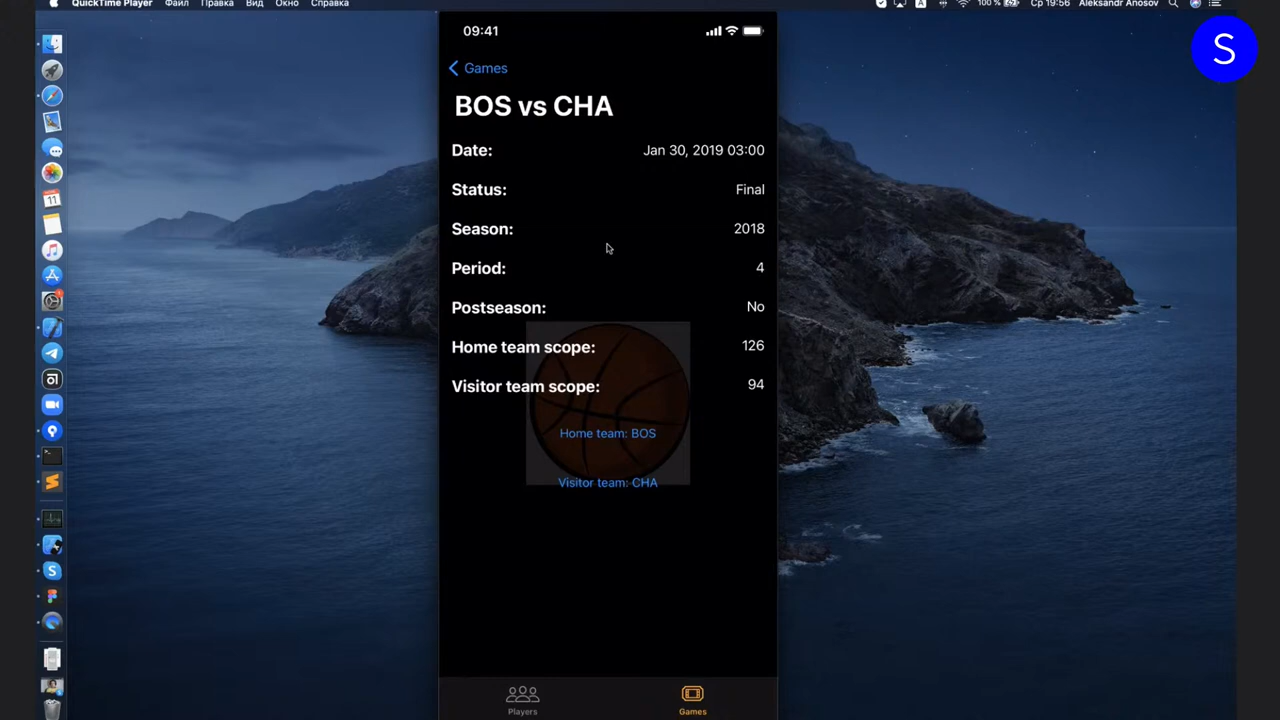 QuickTime Player Файл Правка Вид Окно Справка 100 % Ср 19:56 Aleksandr Anosov
S
09:41
Games
BOS vs CHA
Date: Jan 30, 2019 03:00
Status: Final
Season: 2018
Period: 4
Postseason: No
Home team scope: 126
Visitor team scope: 94
Home team: BOS
Visitor team: CHA
Players Games